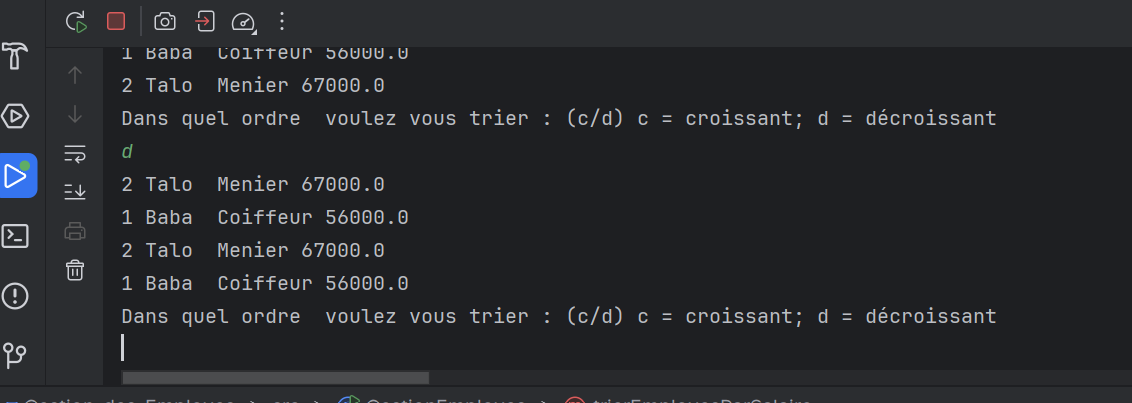 1 Baba  Coiffeur 56000.0
2 Talo  Menier 67000.0
Dans quel ordre  voulez vous trier : (c/d) c = croissant; d = décroissant
d
2 Talo  Menier 67000.0
1 Baba  Coiffeur 56000.0
2 Talo  Menier 67000.0
1 Baba  Coiffeur 56000.0
Dans quel ordre  voulez vous trier : (c/d) c = croissant; d = décroissant